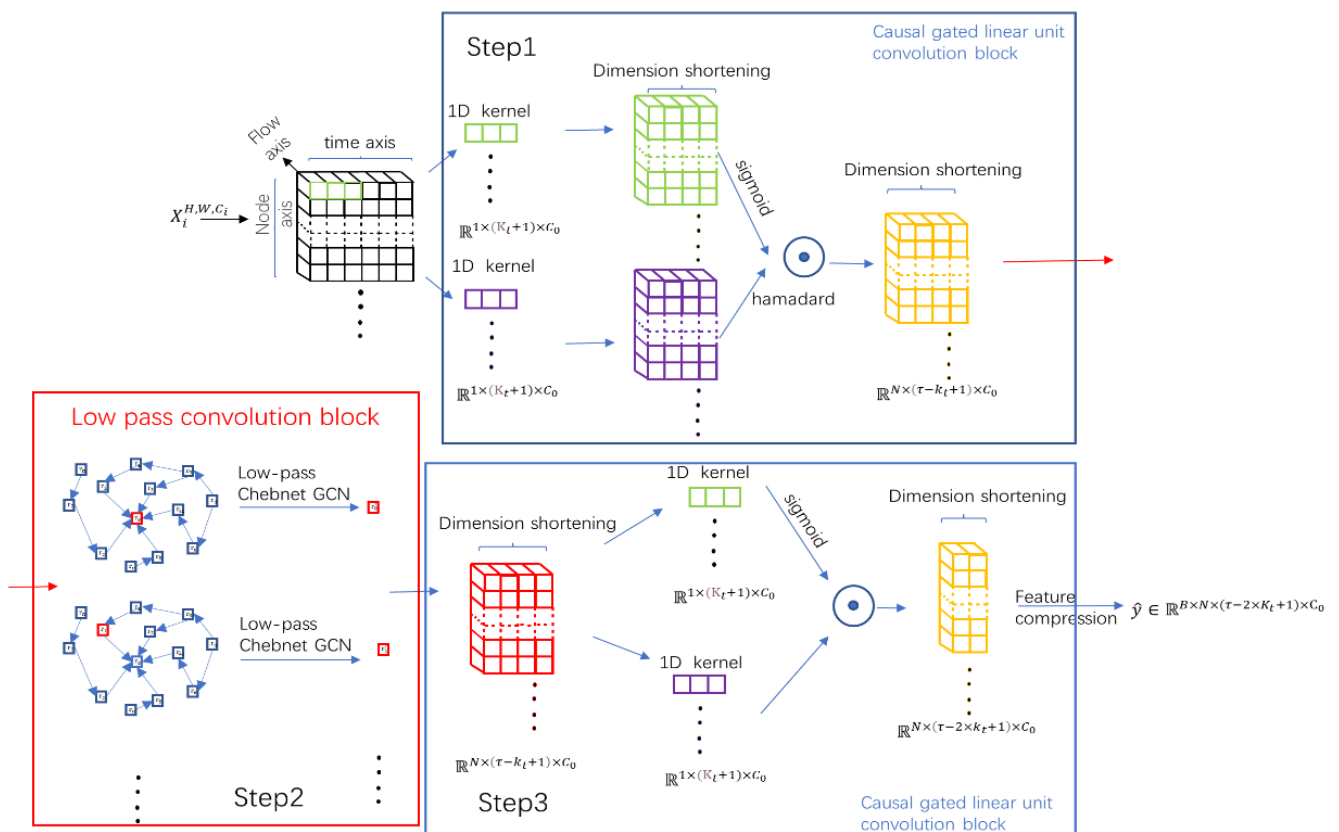 Step1
Causal gated linear unit
convolution block
Dimension shortening
1D kernel
Flow
axis
time axis
Node
axis
X_i^{H,W,C_i}
ℝ^{1×(K_t+1)×C_0}
sigmoid
Dimension shortening
1D kernel
hamadard
ℝ^{1×(K_t+1)×C_0}
ℝ^{N×(τ−k_t+1)×C_0}
Low pass convolution block
Low-pass
Chebnet GCN
Low-pass
Chebnet GCN
Step2
Dimension shortening
1D kernel
sigmoid
Dimension shortening
ℝ^{1×(K_t+1)×C_0}
Feature
compression
ŷ ∈ ℝ^{B×N×(τ−2×K_t+1)×C_0}
1D kernel
ℝ^{N×(τ−2×k_t+1)×C_0}
ℝ^{N×(τ−k_t+1)×C_0}
ℝ^{1×(K_t+1)×C_0}
Step3
Causal gated linear unit
convolution block